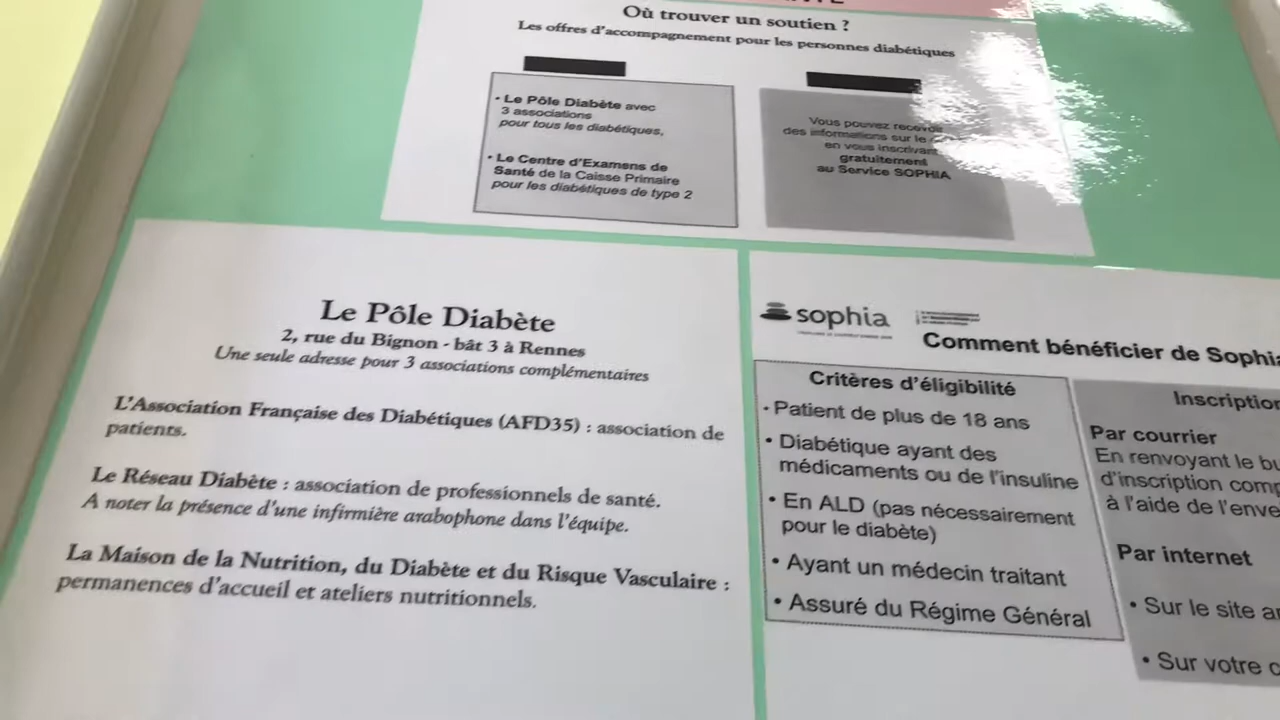 Où trouver un soutien ?
Les offres d'accompagnement pour les personnes diabétiques
• Le Pôle Diabète avec
3 associations
pour tous les diabétiques,
• Le Centre d'Examens de
Santé de la Caisse Primaire
pour les diabétiques de type 2
Vous pouvez recevoir
des informations sur le
en vous inscrivant
gratuitement
au Service SOPHIA
Le Pôle Diabète
2, rue du Bignon - bât 3 à Rennes
Une seule adresse pour 3 associations complémentaires
L'Association Française des Diabétiques (AFD35) : association de
patients.
Le Réseau Diabète : association de professionnels de santé.
A noter la présence d'une infirmière arabophone dans l'équipe.
La Maison de la Nutrition, du Diabète et du Risque Vasculaire :
permanences d'accueil et ateliers nutritionnels.
sophia
Comment bénéficier de Sophia
Critères d'éligibilité
• Patient de plus de 18 ans
• Diabétique ayant des
médicaments ou de l'insuline
• En ALD (pas nécessairement
pour le diabète)
• Ayant un médecin traitant
• Assuré du Régime Général
Inscription
Par courrier
En renvoyant le bu
d'inscription comp
à l'aide de l'enve
Par internet
• Sur le site a
• Sur votre c